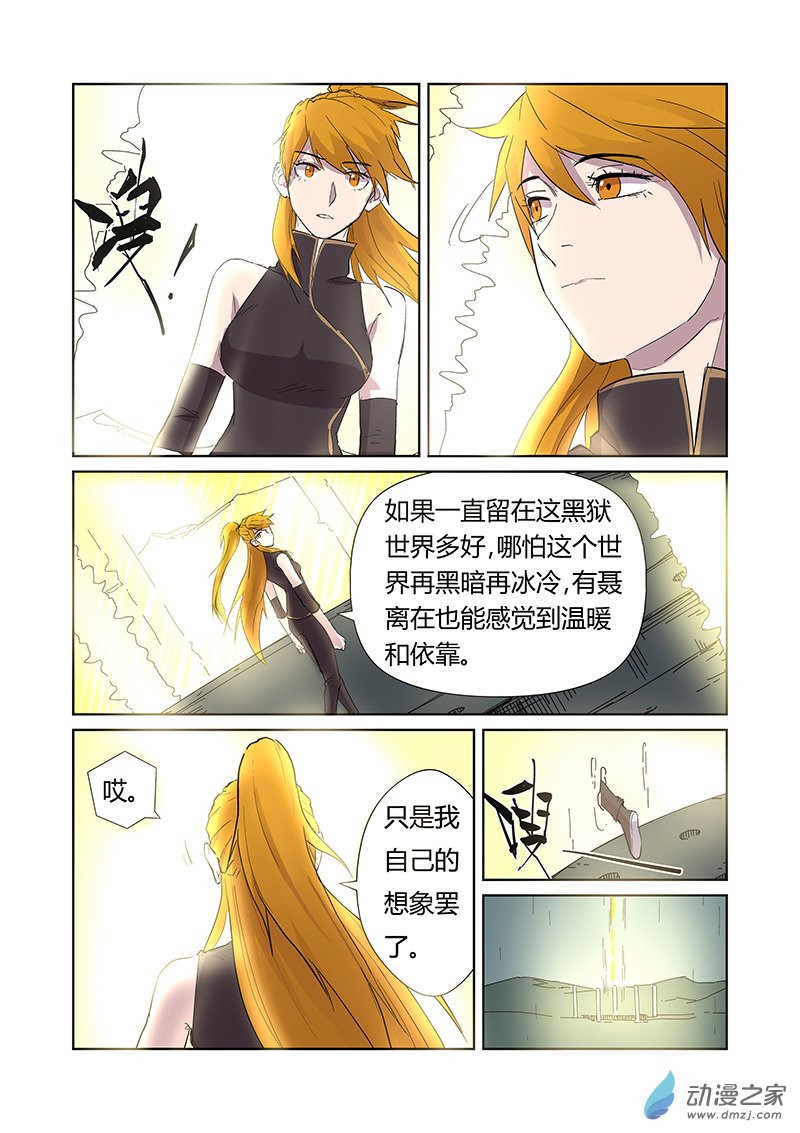 嗖
如果一直留在这黑狱
世界多好,哪怕这个世
界再黑暗再冰冷,有聂
离在也能感觉到温暖
和依靠。
哎。
只是我
自己的
想象罢
了。
嗖
动漫之家
www.dmzj.com